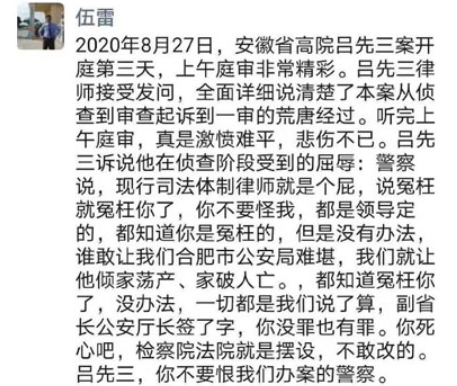 伍雷
2020年8月27日，安徽省高院吕先三案开
庭第三天，上午庭审非常精彩。吕先三律
师接受发问，全面详细说清楚了本案从侦
查到审查起诉到一审的荒唐经过。听完上
午庭审，真是激愤难平，悲伤不已。吕先
三诉说他在侦查阶段受到的屈辱：警察
说，现行司法体制律师就是个屁，说冤枉
就冤枉你了，你不要怪我，都是领导定
的，都知道你是冤枉的，但是没有办法，
谁敢让我们合肥市公安局难堪，我们就让
他倾家荡产、家破人亡。，都知道冤枉你
了，没办法，一切都是我们说了算，副省
长公安厅长签了字，你没罪也有罪。你死
心吧，检察院法院就是摆设，不敢改的。
吕先三，你不要恨我们办案的警察。